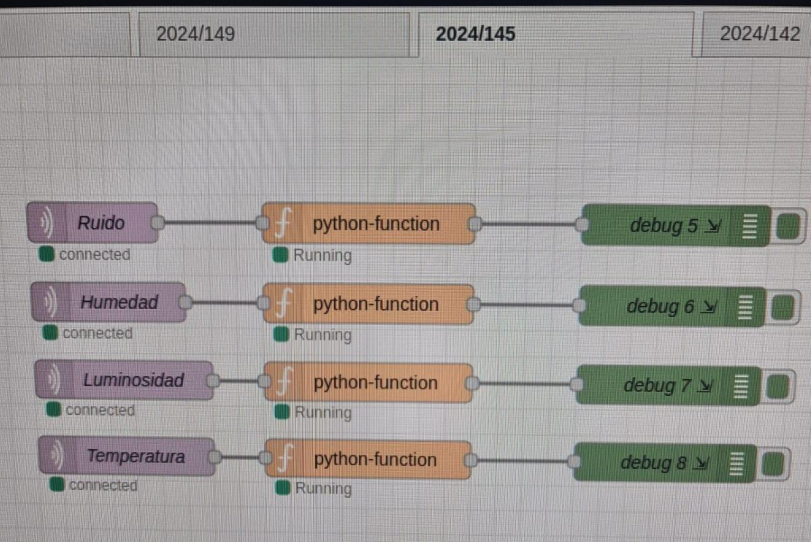 2024/149 2024/145 2024/142
Ruido python-function debug 5
connected Running
Humedad python-function debug 6
connected Running
Luminosidad python-function debug 7
connected Running
Temperatura python-function debug 8
connected Running